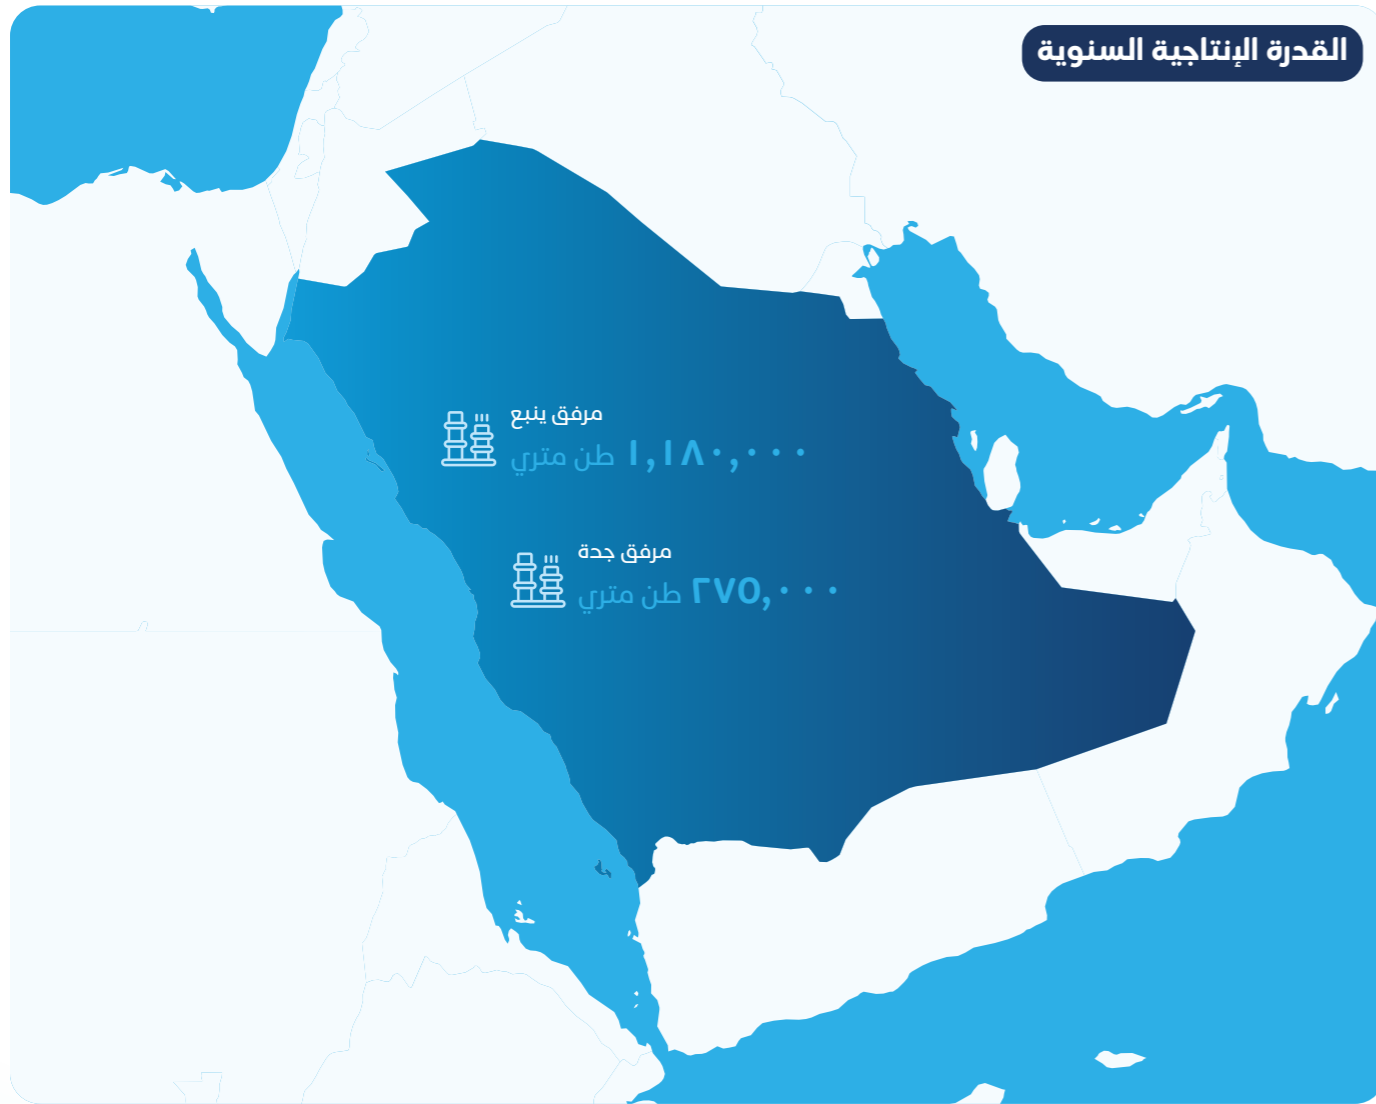 القدرة الإنتاجية السنوية
مرفق ينبع
١,١٨٠,٠٠٠ طن متري
مرفق جدة
٢٧٥,٠٠٠ طن متري